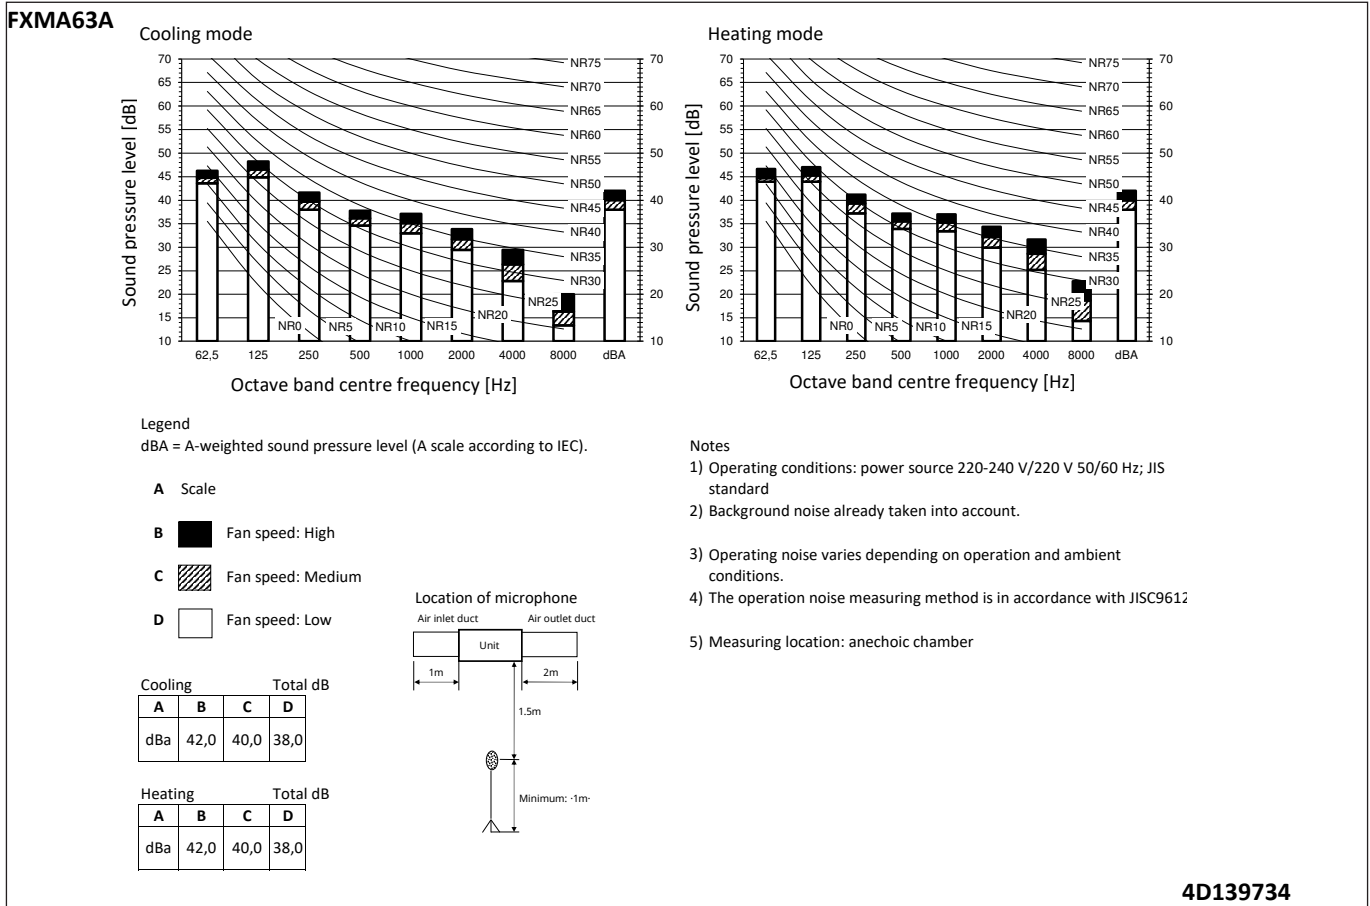 FXMA63A
Cooling mode
Sound pressure level [dB]
70
65
60
55
50
45
40
35
30
25
20
15
10
NR75
NR70
NR65
NR60
NR55
NR50
NR45
NR40
NR35
NR30
NR25
NR20
NR0 NR5 NR10 NR15
70
60
50
40
30
20
10
62,5 125 250 500 1000 2000 4000 8000 dBA
Octave band centre frequency [Hz]
Heating mode
Sound pressure level [dB]
70
65
60
55
50
45
40
35
30
25
20
15
10
NR75
NR70
NR65
NR60
NR55
NR50
NR45
NR40
NR35
NR30
NR25
NR20
NR0 NR5 NR10 NR15
70
60
50
40
30
20
10
62,5 125 250 500 1000 2000 4000 8000 dBA
Octave band centre frequency [Hz]
Legend
dBA = A-weighted sound pressure level (A scale according to IEC).
A Scale
B Fan speed: High
C Fan speed: Medium
D Fan speed: Low
Cooling Total dB
A B C D
dBa 42,0 40,0 38,0
Heating Total dB
A B C D
dBa 42,0 40,0 38,0
Location of microphone
Air inlet duct Air outlet duct
Unit
1m 2m
1.5m
Minimum: ·1m·
Notes
1) Operating conditions: power source 220-240 V/220 V 50/60 Hz; JIS
standard
2) Background noise already taken into account.
3) Operating noise varies depending on operation and ambient
conditions.
4) The operation noise measuring method is in accordance with JISC9612
5) Measuring location: anechoic chamber
4D139734